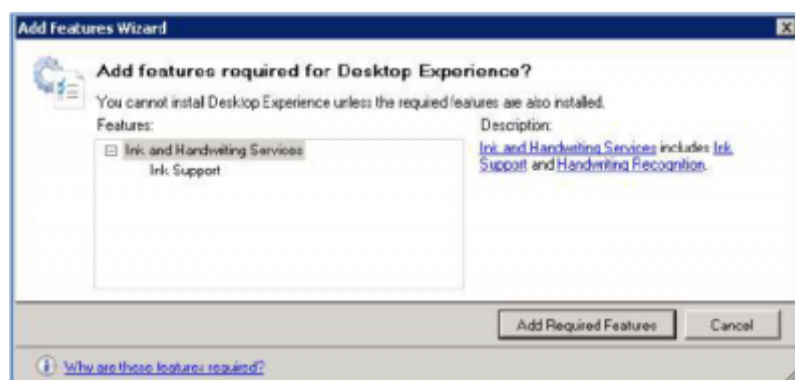 Add Features Wizard
Add features required for Desktop Experience?
You cannot install Desktop Experience unless the required features are also installed.
Features:
Description:
Ink and Handwriting Services
Ink Support
Ink and Handwriting Services includes Ink
Support and Handwriting Recognition.
Add Required Features
Cancel
Why are these features required?